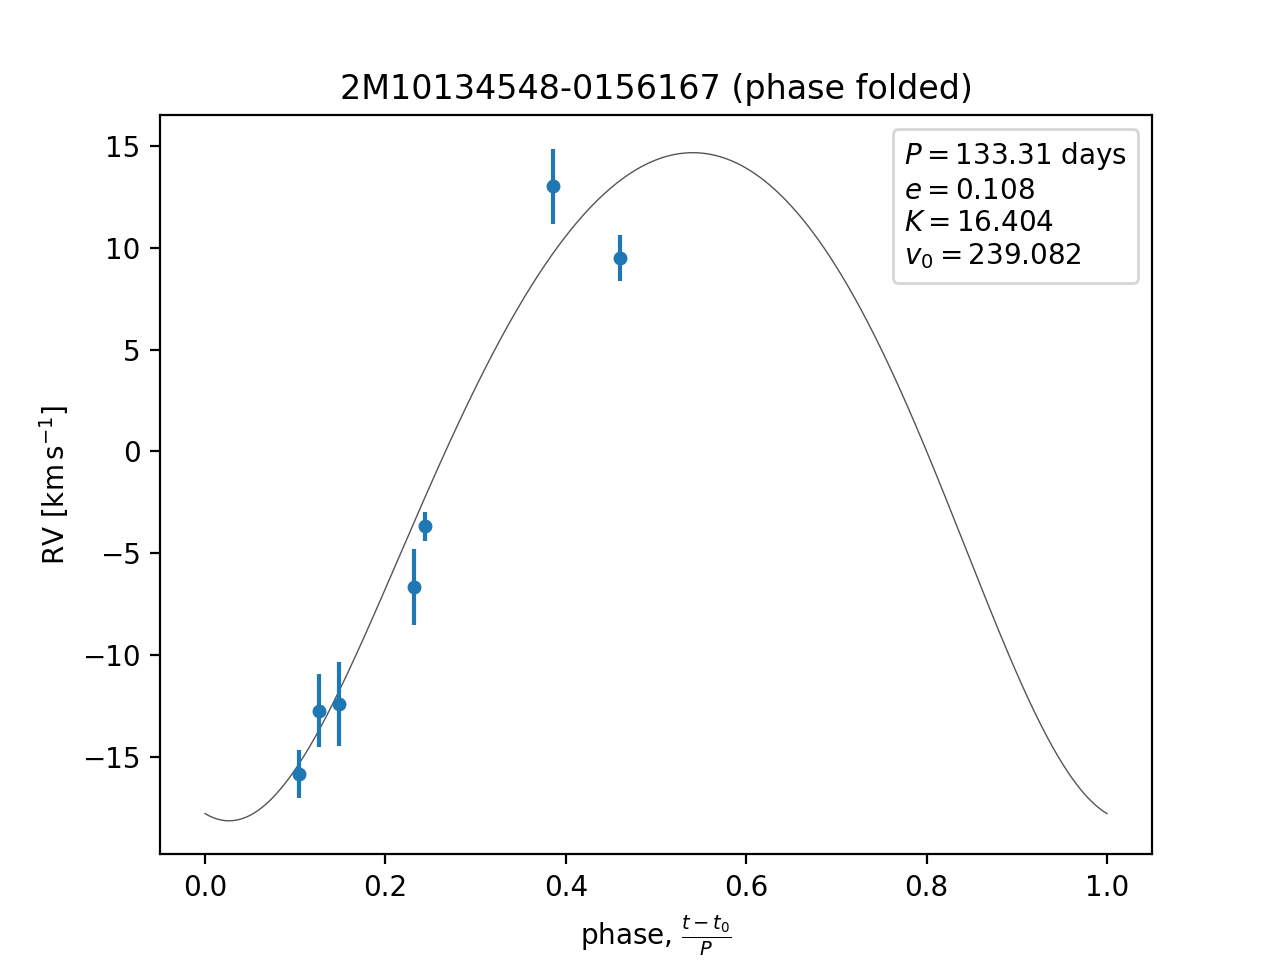 2M10134548-0156167 (phase folded)
P = 133.31 days
e = 0.108
K = 16.404
v₀ = 239.082
15
10
5
0
−5
−10
−15
RV [km s⁻¹]
0.0 0.2 0.4 0.6 0.8 1.0
phase, (t − t₀)/P